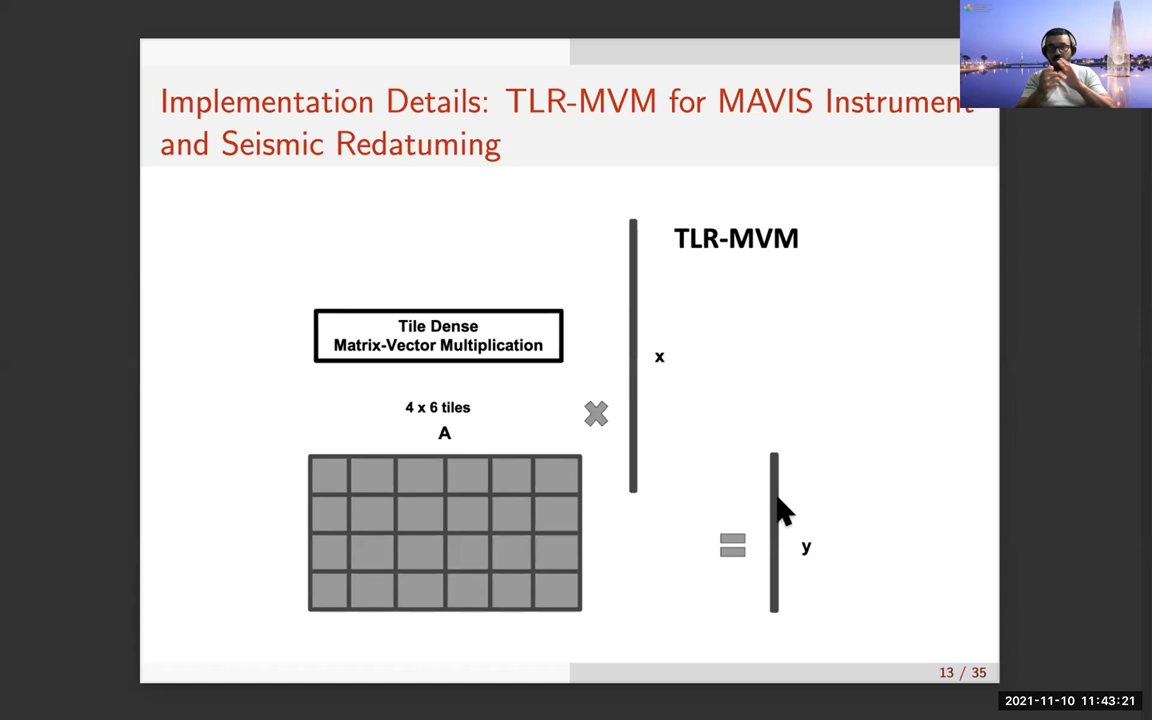 Implementation Details: TLR-MVM for MAVIS Instrument
and Seismic Redatuming
TLR-MVM
Tile Dense
Matrix-Vector Multiplication
x
4 x 6 tiles
A
y
13 / 35
2021-11-10 11:43:21